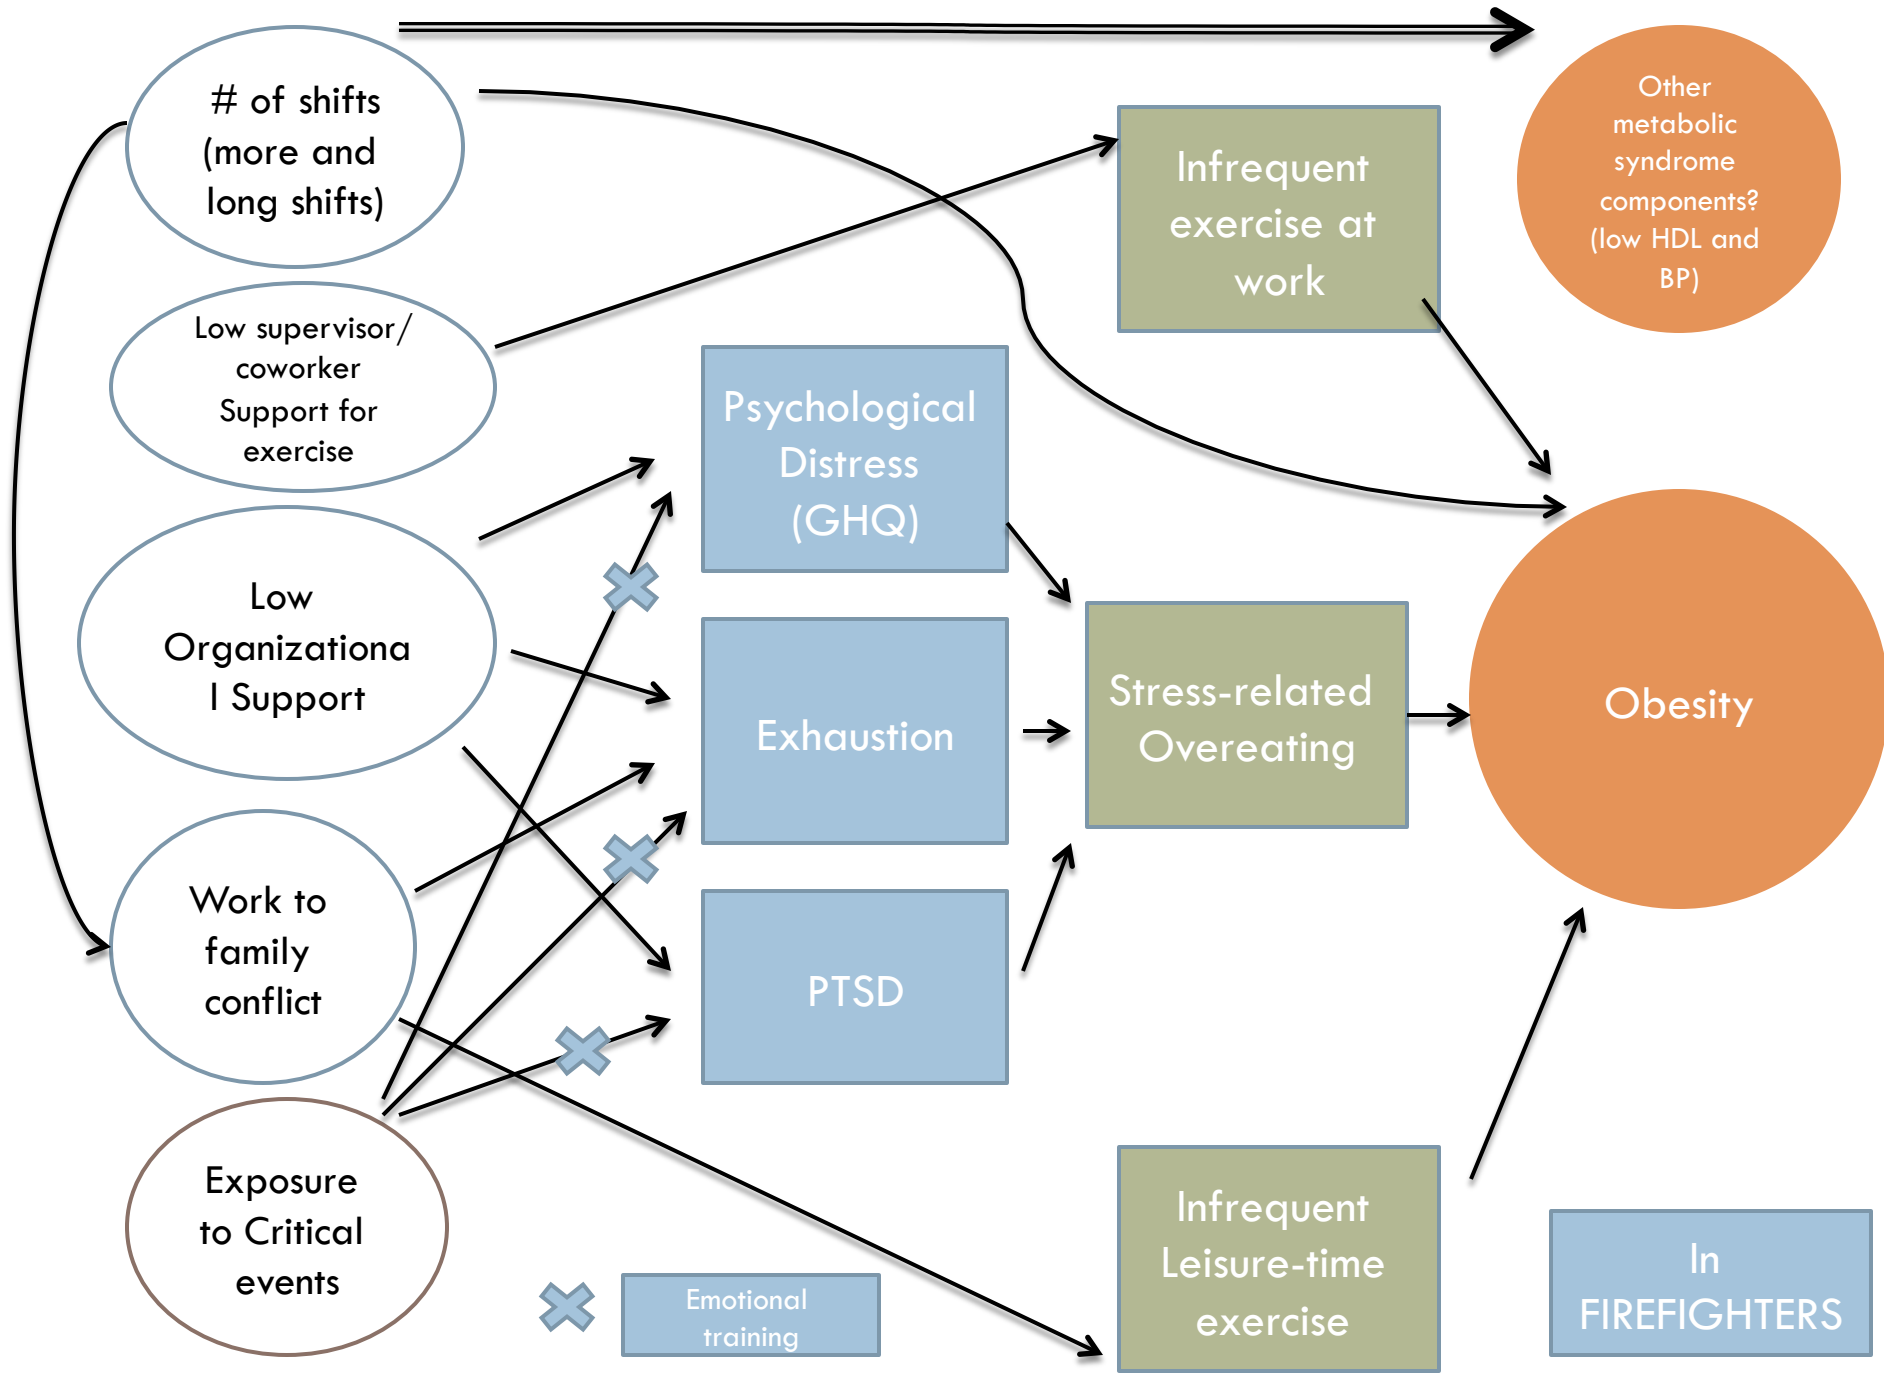 # of shifts
(more and
long shifts)
Low supervisor/
coworker
Support for
exercise
Low
Organizationa
l Support
Work to
family
conflict
Exposure
to Critical
events
Psychological
Distress
(GHQ)
Exhaustion
PTSD
Emotional
training
Infrequent
exercise at
work
Stress-related
Overeating
Infrequent
Leisure-time
exercise
Other
metabolic
syndrome
components?
(low HDL and
BP)
Obesity
In
FIREFIGHTERS